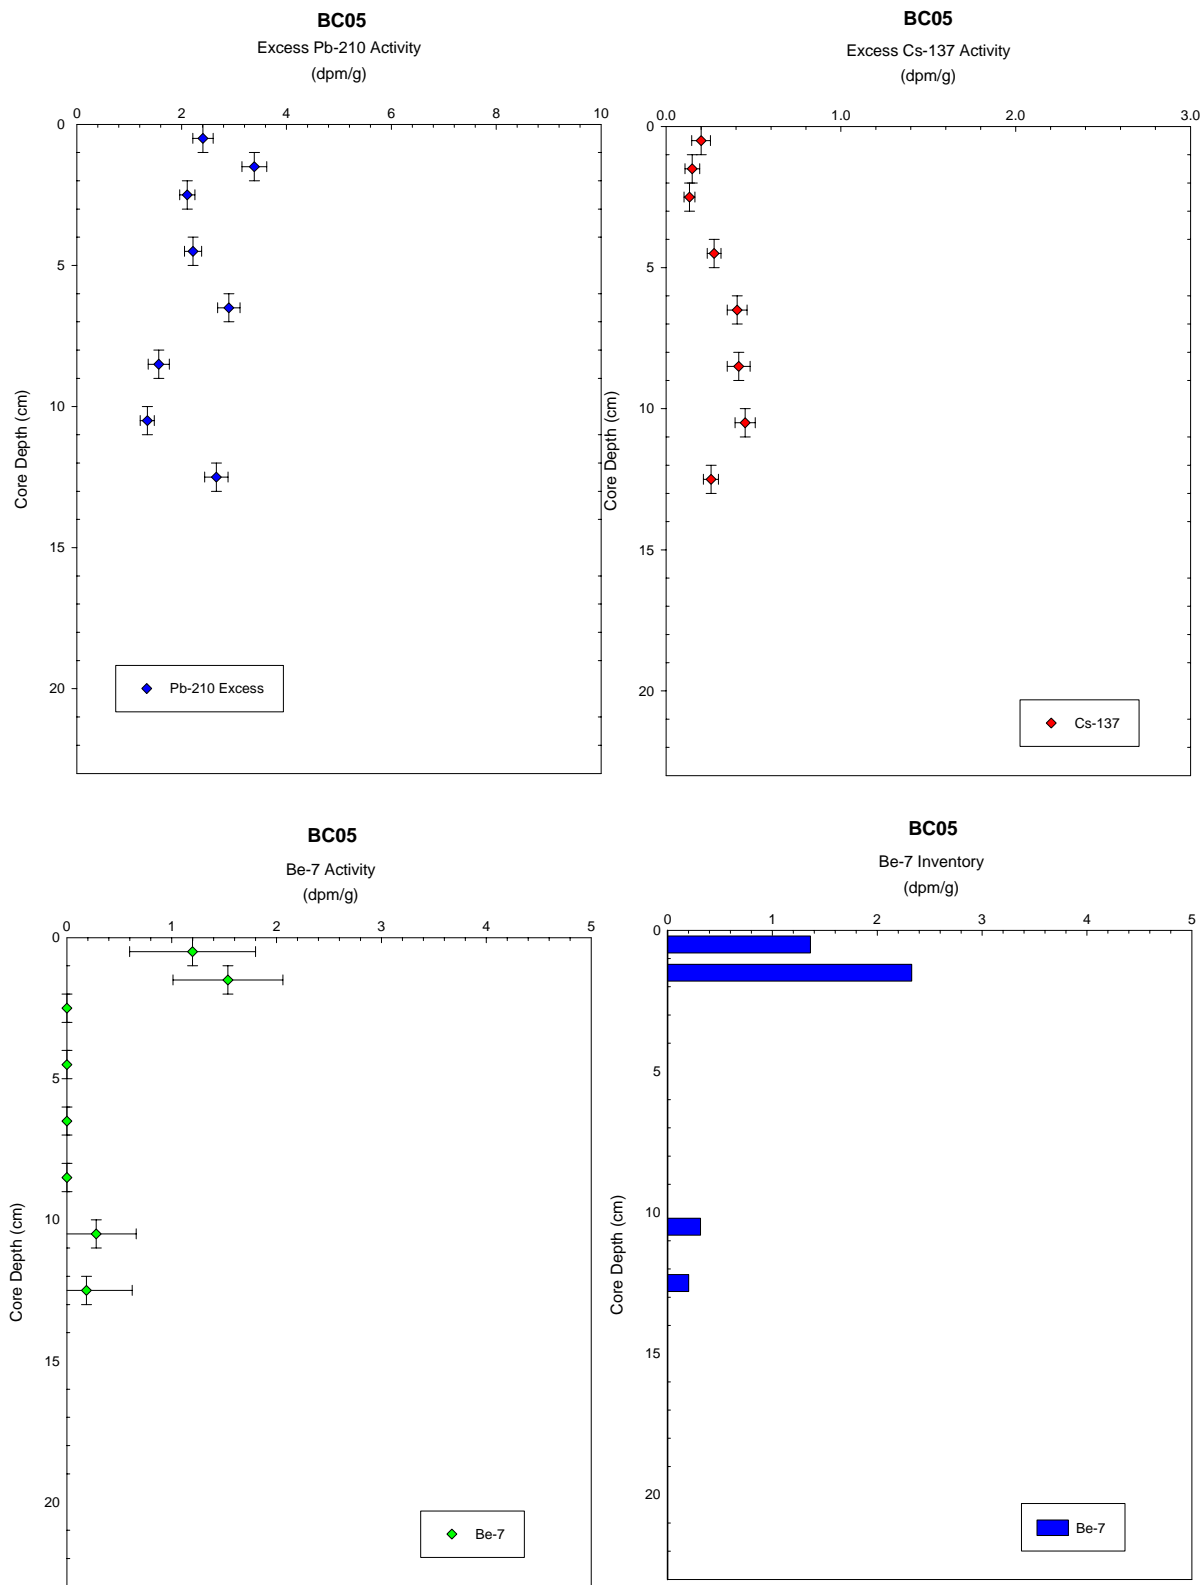 BC05
Excess Pb-210 Activity
(dpm/g)
0 2 4 6 8 10
0
5
10
15
20
Core Depth (cm)
Pb-210 Excess
BC05
Excess Cs-137 Activity
(dpm/g)
0.0 1.0 2.0 3.0
0
5
10
15
20
Core Depth (cm)
Cs-137
BC05
Be-7 Activity
(dpm/g)
0 1 2 3 4 5
0
5
10
15
20
Core Depth (cm)
Be-7
BC05
Be-7 Inventory
(dpm/g)
0 1 2 3 4 5
0
5
10
15
20
Core Depth (cm)
Be-7